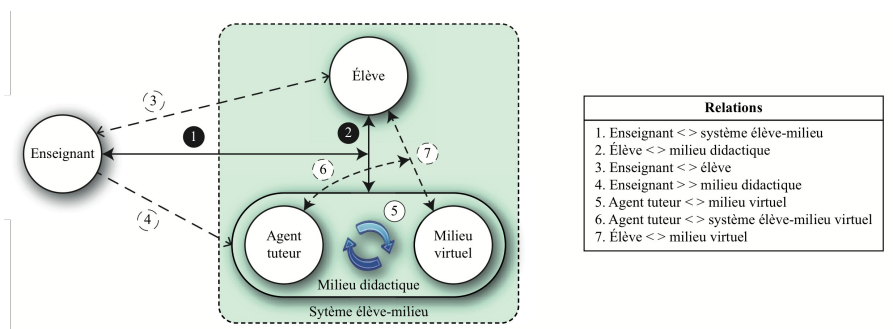 Élève
3
1
2
Enseignant
7
6
4
5
Agent
tuteur
Milieu
virtuel
Milieu didactique
Sytème élève-milieu
Relations
1. Enseignant < > système élève-milieu
2. Élève < > milieu didactique
3. Enseignant < > élève
4. Enseignant > > milieu didactique
5. Agent tuteur < > milieu virtuel
6. Agent tuteur < > système élève-milieu virtuel
7. Élève < > milieu virtuel